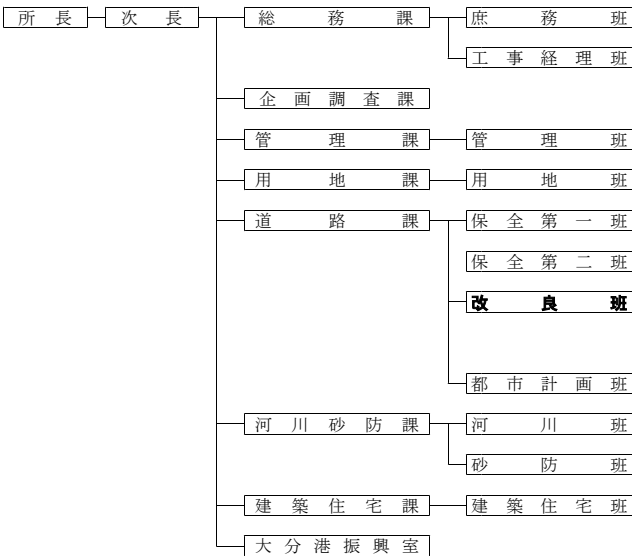 所長 次長 総務課 庶務班
工事経理班
企画調査課
管理課 管理班
用地課 用地班
道路課 保全第一班
保全第二班
改良班
都市計画班
河川砂防課 河川班
砂防班
建築住宅課 建築住宅班
大分港振興室